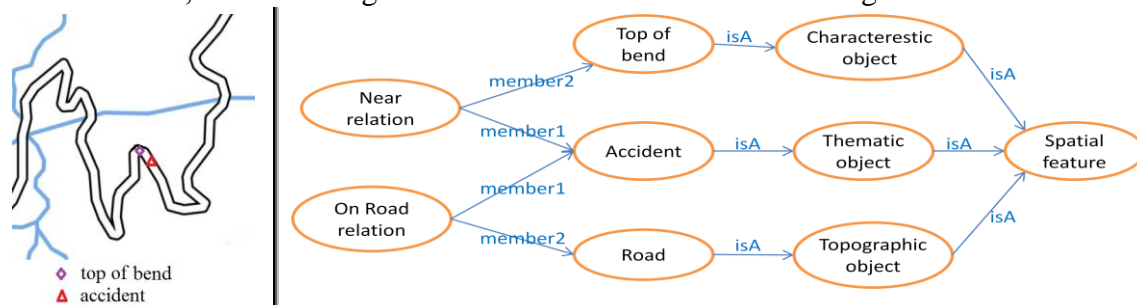 top of bend
accident
Near
relation
On Road
relation
member2
member1
member1
member2
Top of
bend
Accident
Road
isA
isA
isA
Characterestic
object
Thematic
object
Topographic
object
isA
isA
isA
Spatial
feature